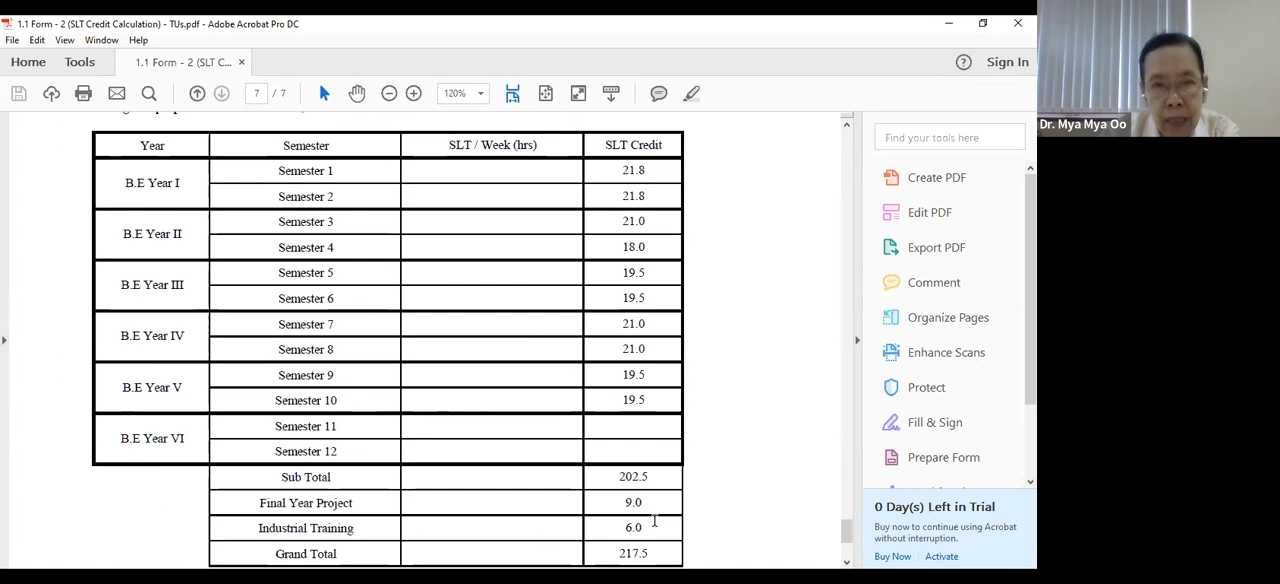 1.1 Form - 2 (SLT Credit Calculation) - TUs.pdf - Adobe Acrobat Pro DC
File Edit View Window Help
Home Tools 1.1 Form - 2 (SLT C... × Sign In
7 / 7 120%
Find your tools here
Year Semester SLT / Week (hrs) SLT Credit
B.E Year I Semester 1 21.8
Semester 2 21.8
B.E Year II Semester 3 21.0
Semester 4 18.0
B.E Year III Semester 5 19.5
Semester 6 19.5
B.E Year IV Semester 7 21.0
Semester 8 21.0
B.E Year V Semester 9 19.5
Semester 10 19.5
B.E Year VI Semester 11
Semester 12
Sub Total 202.5
Final Year Project 9.0
Industrial Training 6.0
Grand Total 217.5
Create PDF
Edit PDF
Export PDF
Comment
Organize Pages
Enhance Scans
Protect
Fill & Sign
Prepare Form
0 Day(s) Left in Trial
Buy now to continue using Acrobat
without interruption.
Buy Now Activate
Dr. Mya Mya Oo